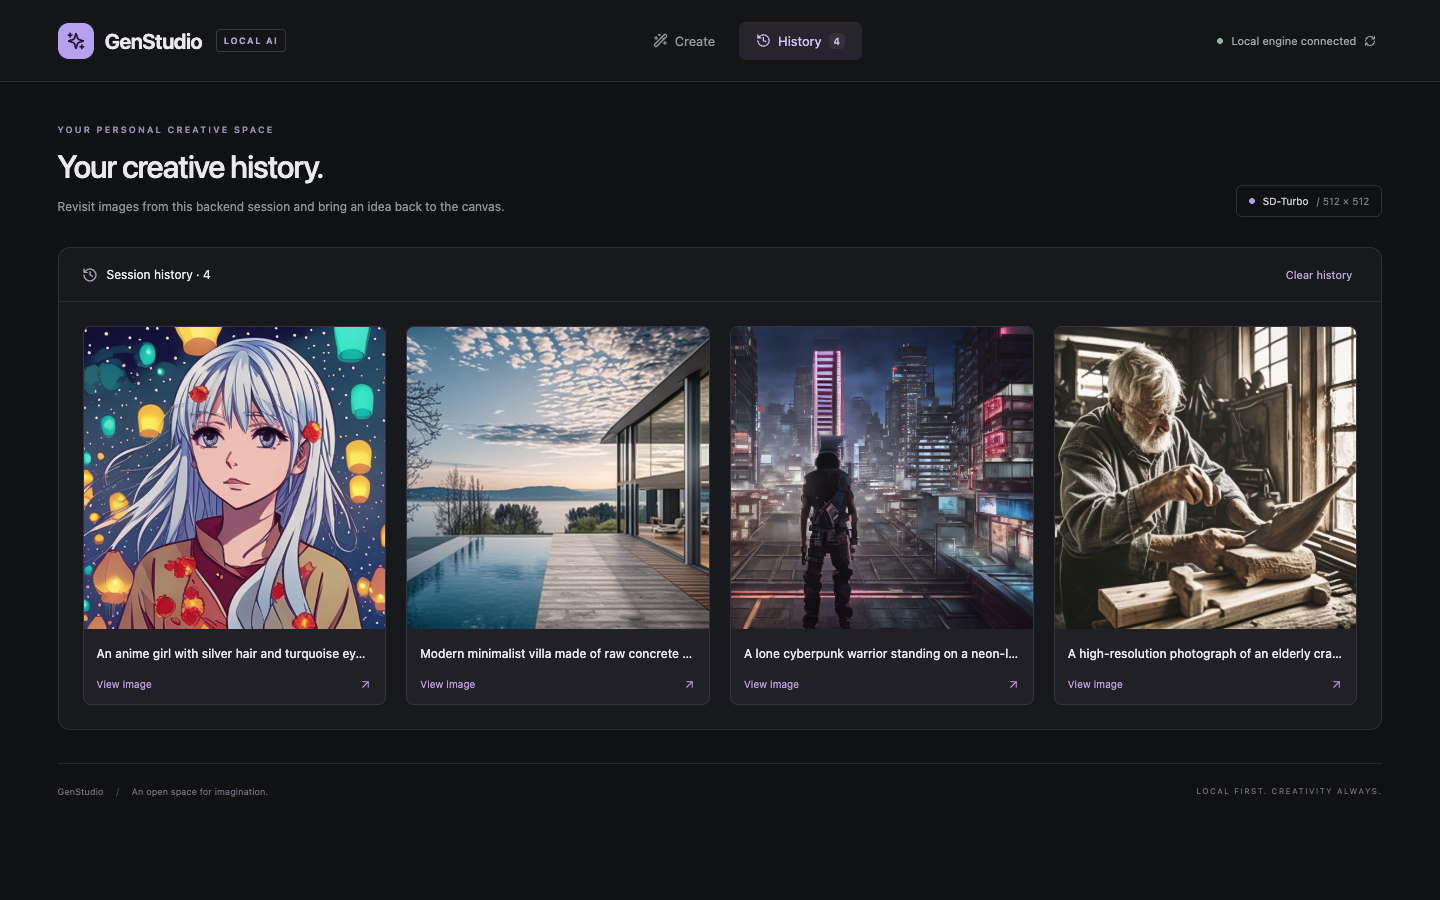 GenStudio
LOCAL AI
Create
History
4
Local engine connected
YOUR PERSONAL CREATIVE SPACE
Your creative history.
Revisit images from this backend session and bring an idea back to the canvas.
SD-Turbo / 512 × 512
Session history · 4
Clear history
An anime girl with silver hair and turquoise ey...
View image
Modern minimalist villa made of raw concrete ...
View image
A lone cyberpunk warrior standing on a neon-l...
View image
A high-resolution photograph of an elderly cra...
View image
GenStudio / An open space for imagination.
LOCAL FIRST. CREATIVITY ALWAYS.